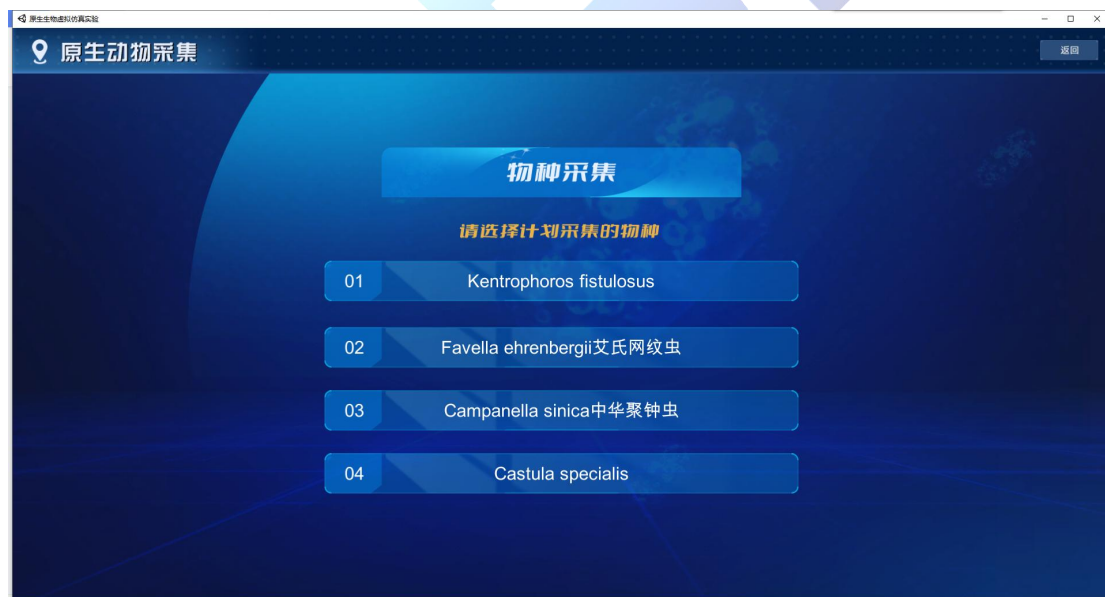 原生生物虚拟仿真实验
原生动物采集
返回
物种采集
请选择计划采集的物种
01 Kentrophoros fistulosus
02 Favella ehrenbergii艾氏网纹虫
03 Campanella sinica中华聚钟虫
04 Castula specialis